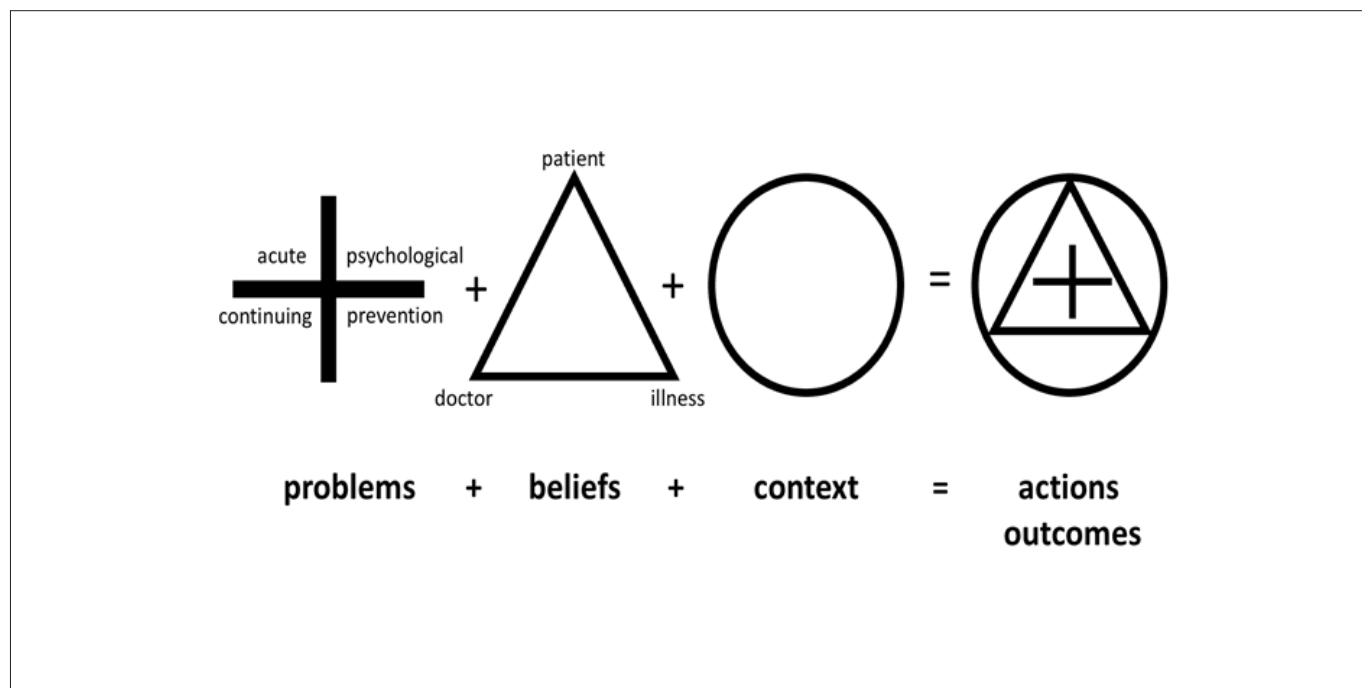 patient
acute psychological
continuing prevention
+ + =
doctor illness
problems + beliefs + context = actions
outcomes